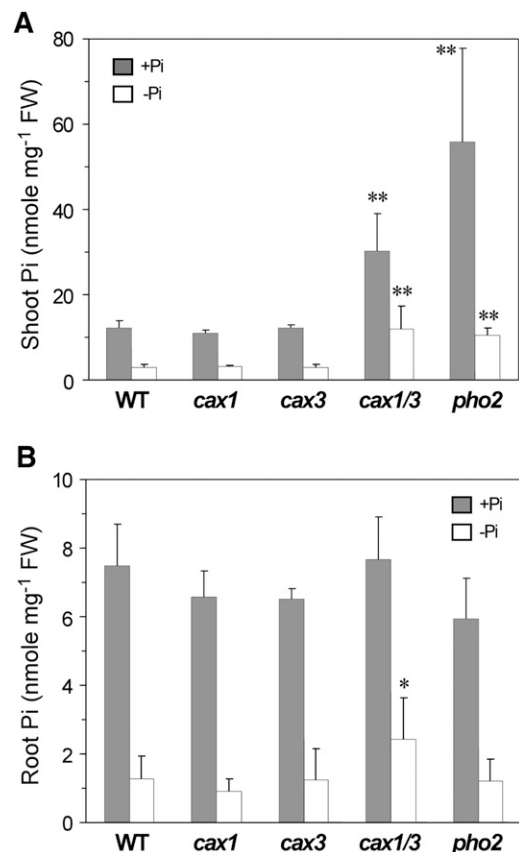 A
Shoot Pi (nmole mg⁻¹ FW)
80
60
40
20
0
+Pi
-Pi
**
**
**
**
WT cax1 cax3 cax1/3 pho2
B
Root Pi (nmole mg⁻¹ FW)
10
8
6
4
2
0
+Pi
-Pi
*
WT cax1 cax3 cax1/3 pho2